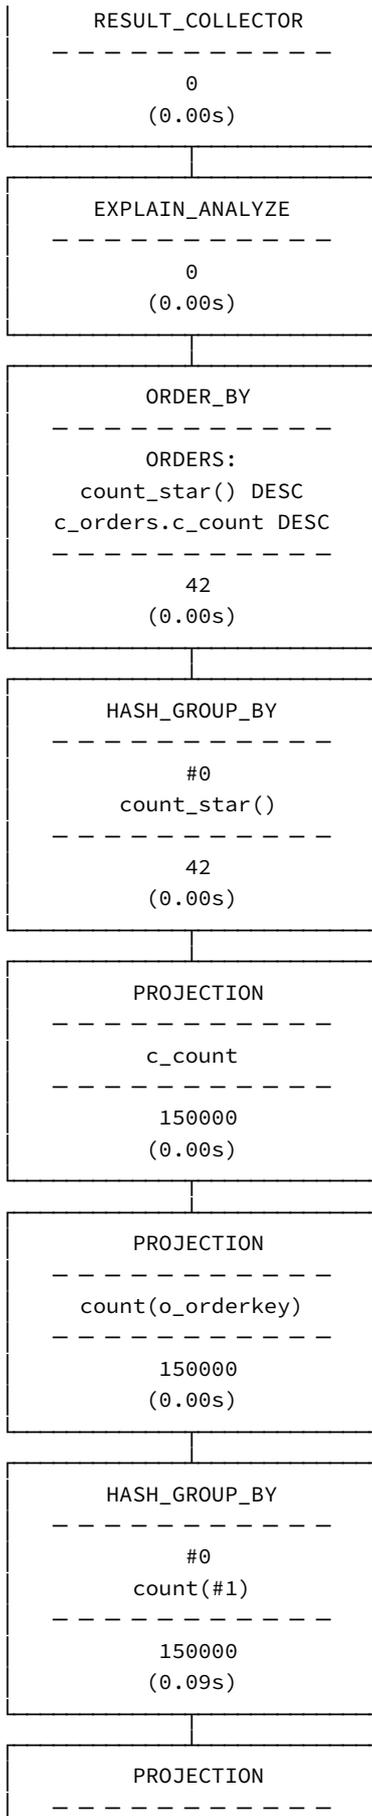 RESULT_COLLECTOR
0
(0.00s)
EXPLAIN_ANALYZE
0
(0.00s)
ORDER_BY
ORDERS:
count_star() DESC
c_orders.c_count DESC
42
(0.00s)
HASH_GROUP_BY
#0
count_star()
42
(0.00s)
PROJECTION
c_count
150000
(0.00s)
PROJECTION
count(o_orderkey)
150000
(0.00s)
HASH_GROUP_BY
#0
count(#1)
150000
(0.09s)
PROJECTION